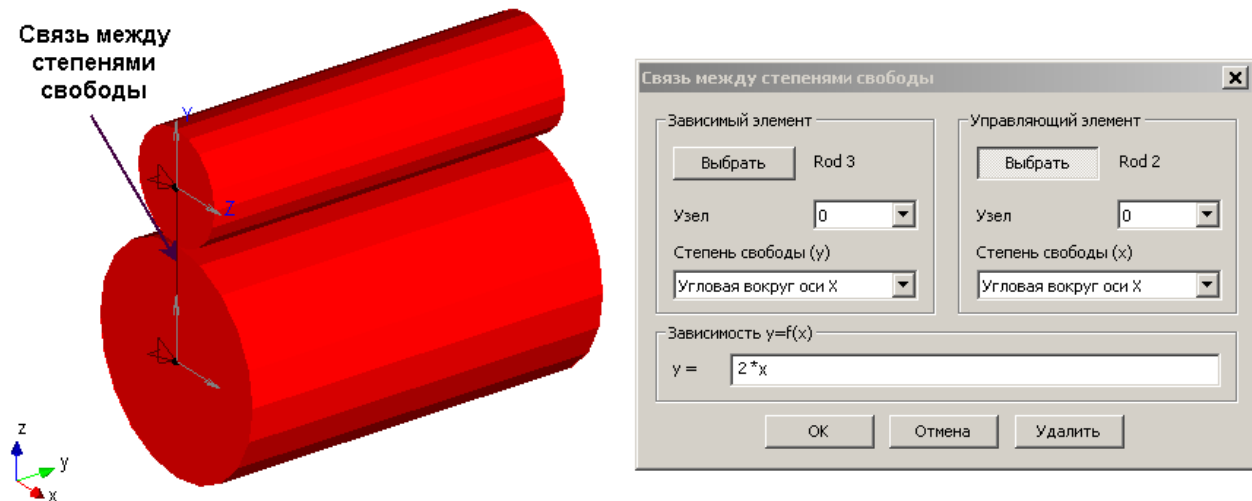 Связь между
степенями
свободы
Y
Z
z
y
x
Связь между степенями свободы
Зависимый элемент
Выбрать
Rod 3
Узел
0
Степень свободы (y)
Угловая вокруг оси X
Управляющий элемент
Выбрать
Rod 2
Узел
0
Степень свободы (x)
Угловая вокруг оси X
Зависимость y=f(x)
y =
2*x
OK
Отмена
Удалить